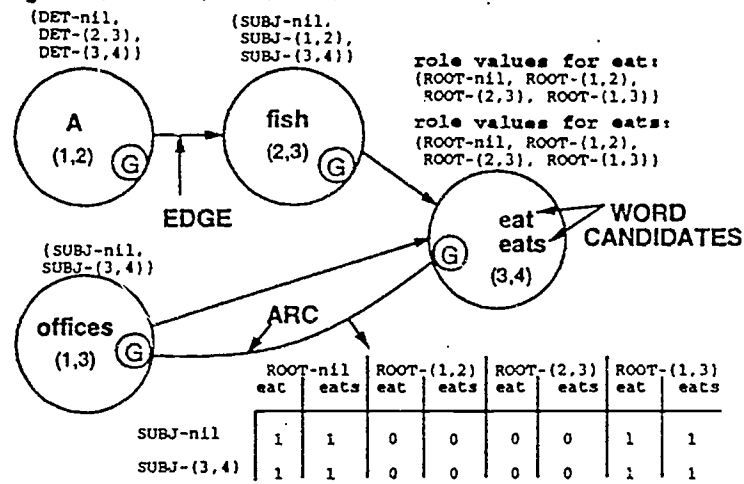 {DET-nil,
DET-(2,3),
DET-(3,4)}
{SUBJ-nil,
SUBJ-(1,2),
SUBJ-(3,4)}
role values for eat:
{ROOT-nil, ROOT-(1,2),
ROOT-(2,3), ROOT-(1,3)}
role values for eats:
{ROOT-nil, ROOT-(1,2),
ROOT-(2,3), ROOT-(1,3)}
A
(1,2)
G
fish
(2,3)
G
EDGE
eat
eats
G
(3,4)
WORD
CANDIDATES
{SUBJ-nil,
SUBJ-(3,4)}
offices
(1,3)
G
ARC
ROOT-nil ROOT-(1,2) ROOT-(2,3) ROOT-(1,3)
eat eats eat eats eat eats eat eats
SUBJ-nil 1 1 0 0 0 0 1 1
SUBJ-(3,4) 1 1 0 0 0 0 1 1